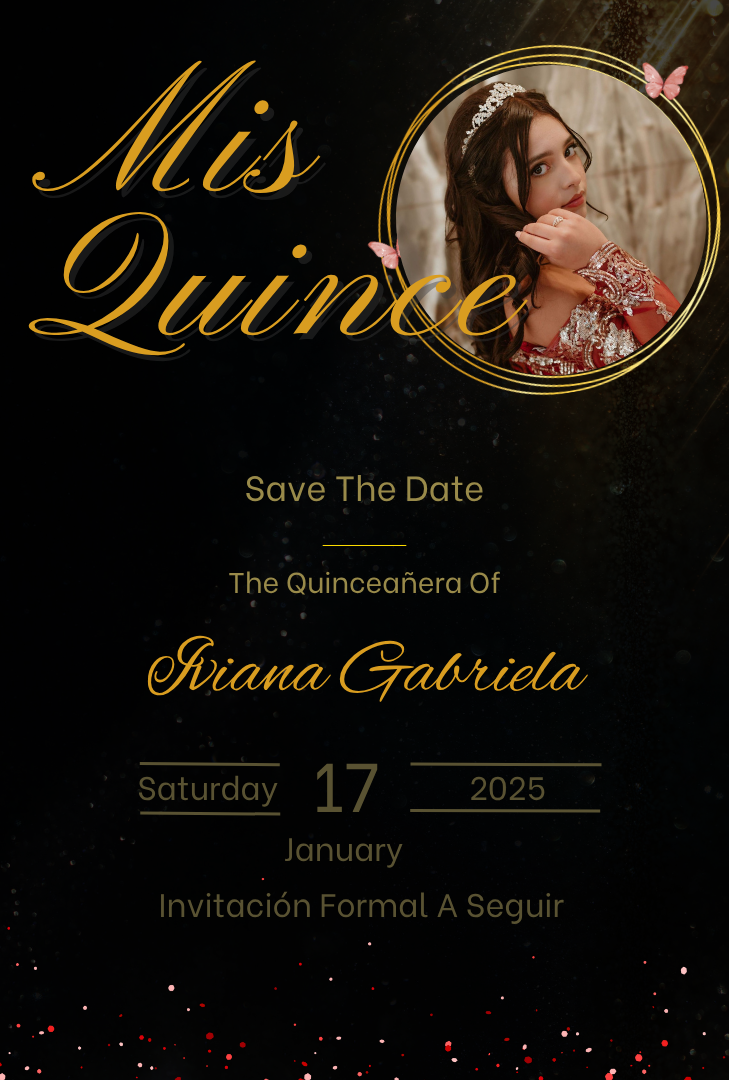 Mis
Quince
Save The Date
The Quinceañera Of
Iviana Gabriela
Saturday 17 2025
January
Invitación Formal A Seguir